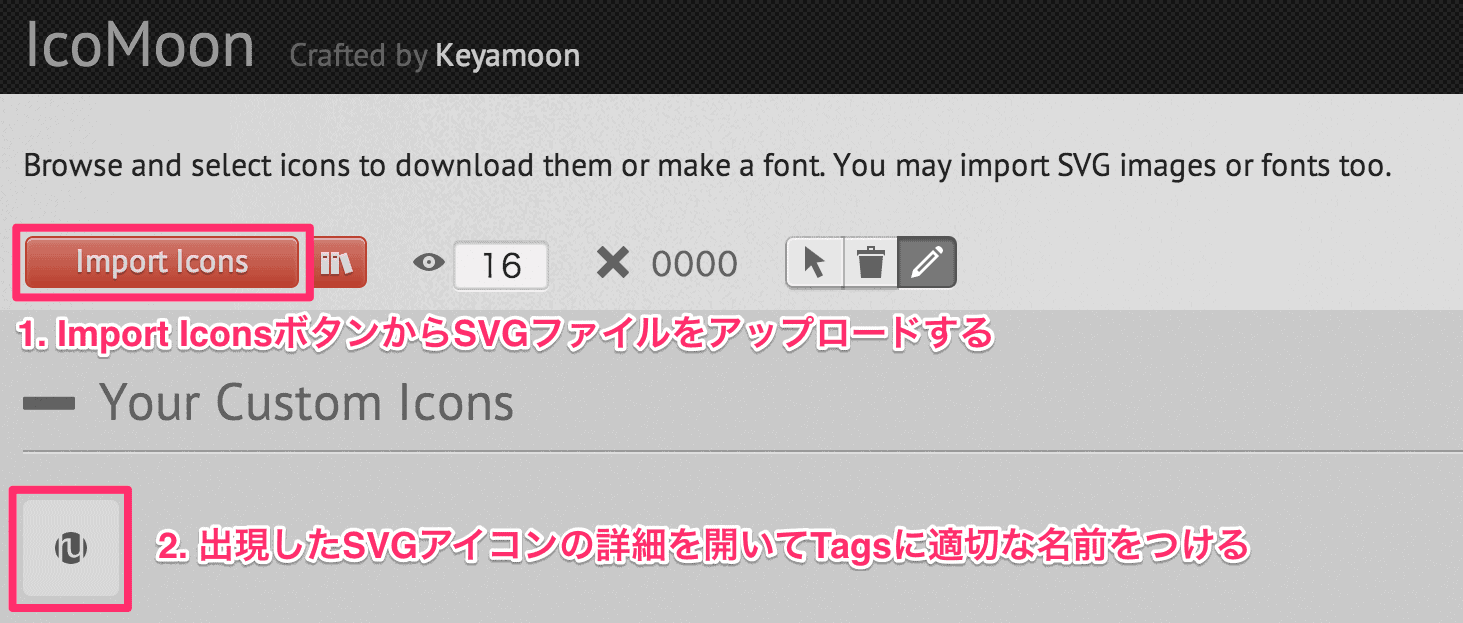 IcoMoon Crafted by Keyamoon
Browse and select icons to download them or make a font. You may import SVG images or fonts too.
Import Icons 16 0000
1. Import IconsボタンからSVGファイルをアップロードする
Your Custom Icons
2. 出現したSVGアイコンの詳細を開いてTagsに適切な名前をつける